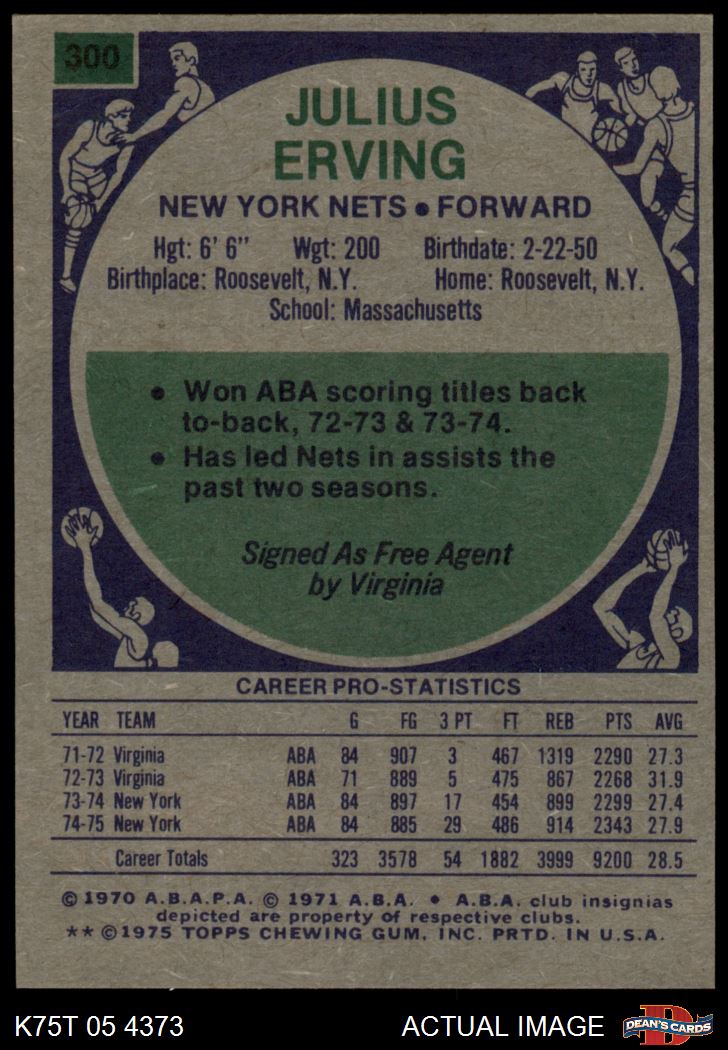 300
JULIUS
ERVING
NEW YORK NETS • FORWARD
Hgt: 6' 6" Wgt: 200 Birthdate: 2-22-50
Birthplace: Roosevelt, N.Y. Home: Roosevelt, N.Y.
School: Massachusetts
• Won ABA scoring titles back
to-back, 72-73 & 73-74.
• Has led Nets in assists the
past two seasons.
Signed As Free Agent
by Virginia
CAREER PRO-STATISTICS
YEAR TEAM G FG 3 PT FT REB PTS AVG
71-72 Virginia ABA 84 907 3 467 1319 2290 27.3
72-73 Virginia ABA 71 889 5 475 867 2268 31.9
73-74 New York ABA 84 897 17 454 899 2299 27.4
74-75 New York ABA 84 885 29 486 914 2343 27.9
Career Totals 323 3578 54 1882 3999 9200 28.5
© 1970 A.B.A.P.A. © 1971 A.B.A. • A.B.A. club insignias
depicted are property of respective clubs.
** © 1975 TOPPS CHEWING GUM, INC. PRTD. IN U.S.A.
K75T 05 4373 ACTUAL IMAGE D DEAN'S CARDS